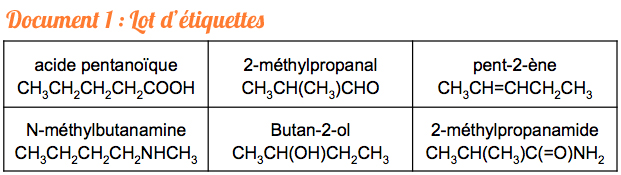 Document 1 : Lot d'étiquettes
acide pentanoïque
CH₃CH₂CH₂CH₂COOH
2-méthylpropanal
CH₃CH(CH₃)CHO
pent-2-ène
CH₃CH=CHCH₂CH₃
N-méthylbutanamine
CH₃CH₂CH₂CH₂NHCH₃
Butan-2-ol
CH₃CH(OH)CH₂CH₃
2-méthylpropanamide
CH₃CH(CH₃)C(=O)NH₂